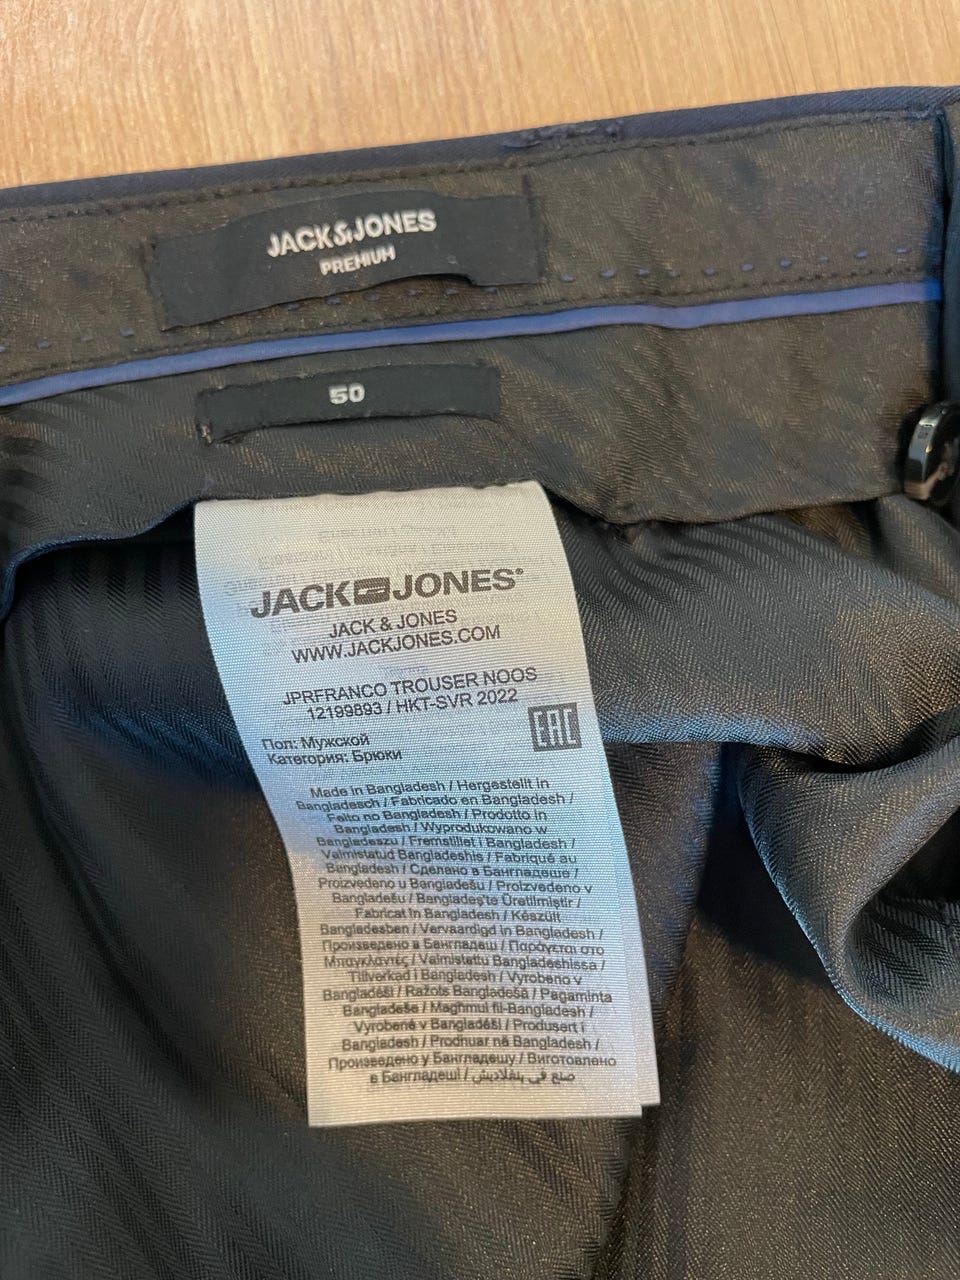 JACK&JONES
PREMIUM
50
JACK JONES®
JACK & JONES
WWW.JACKJONES.COM
JPRFRANCO TROUSER NOOS
12199893 / HKT-SVR 2022
EAC
Пол: Мужской
Категория: Брюки
Made in Bangladesh / Hergestellt in
Bangladesch / Fabricado en Bangladesh /
Feito no Bangladesh / Prodotto in
Bangladesh / Wyprodukowano w
Bangladeszu / Fremstillet i Bangladesh /
Valmistatud Bangladeshis / Fabriqué au
Bangladesh / Сделано в Бангладеше /
Proizvedeno u Bangladešu / Proizvedeno v
Bangladešu / Bangladeş'te Üretilmiştir /
Fabricat în Bangladesh / Készült
Bangladesben / Vervaardigd in Bangladesh /
Произведено в Бангладеш / Παράγεται στο
Μπαγκλαντές / Valmistettu Bangladeshissa /
Tillverkad i Bangladesh / Vyrobeno v
Bangladéši / Ražots Bangladešā / Pagaminta
Bangladeše / Magħmul fil-Bangladesh /
Vyrobené v Bangladéši / Produsert i
Bangladesh / Prodhuar në Bangladesh /
Произведено у Бангладешу / Виготовлено
в Бангладеші / صنع في بنغلاديش